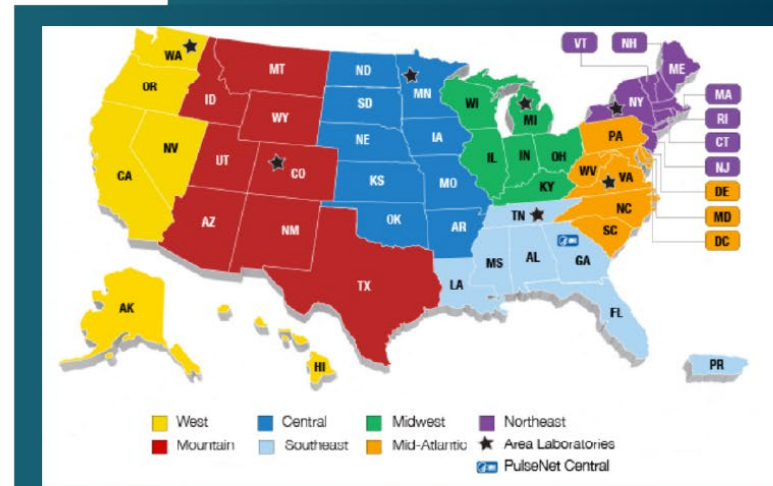 VT NH
WA ME
MT ND
OR MN MA
ID SD WI NY
WY MI RI
CT
NV NE IA PA NJ
UT IL IN OH
CA CO WV VA DE
KS MO KY
MD
AZ OK TN NC
NM AR SC DC
MS AL GA
TX LA
FL
AK
PR
HI
West Central Midwest Northeast
Mountain Southeast Mid-Atlantic Area Laboratories
PulseNet Central